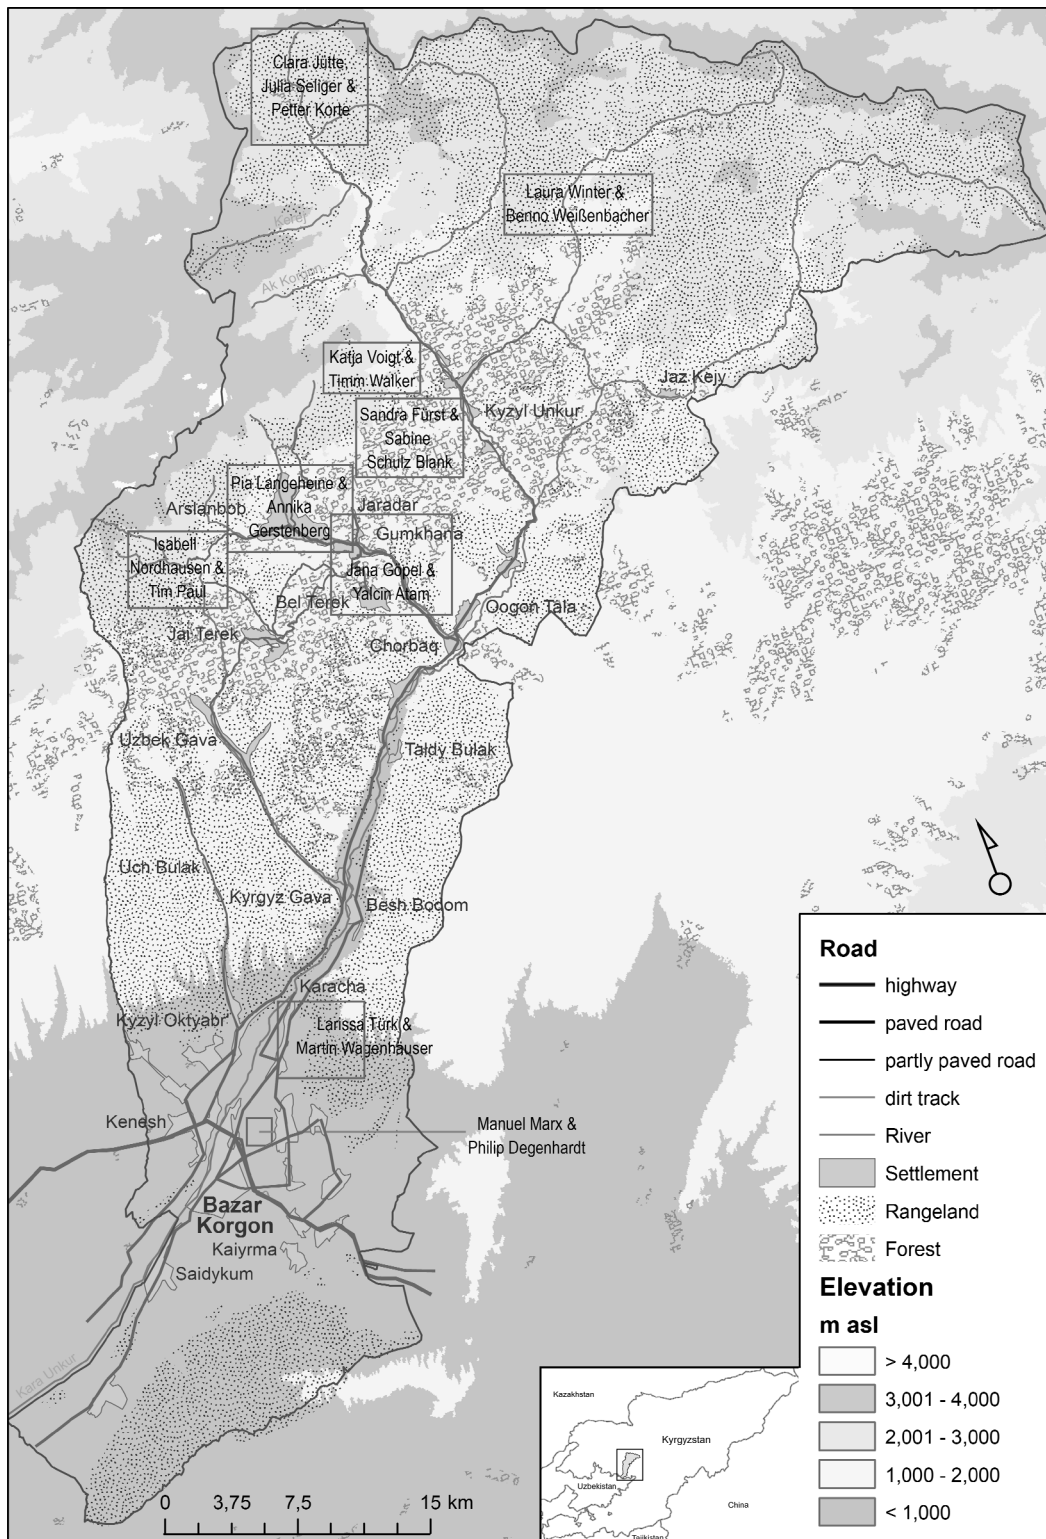 Clara Jütte,
Julia Seliger &
Petter Korte
Laura Winter &
Benno Weißenbacher
Kerej
Ak Korgon
Katja Voigt &
Timm Walker
Jaz Kejy
Sandra Fürst &
Sabine
Schulz Blank
Kyzyl Unkur
Pia Langeheine &
Annika
Gerstenberg
Arslanbob
Jaradar
Gumkhana
Isabell
Nordhausen &
Tim Paul
Jana Göpel &
Yalcin Atam
Bel Terek
Oogon Tala
Jai Terek
Chorbaq
Uzbek Gava
Taldy Bulak
Uch Bulak
Kyrgyz Gava
Besh Bodom
Karacha
Kyzyl Oktyabr'
Larissa Türk &
Martin Wagenhäuser
Kenesh
Manuel Marx &
Philip Degenhardt
Bazar
Korgon
Kaiyrma
Saidykum
Kara Unkur
0 3,75 7,5 15 km
Road
highway
paved road
partly paved road
dirt track
River
Settlement
Rangeland
Forest
Elevation
m asl
> 4,000
3,001 - 4,000
2,001 - 3,000
1,000 - 2,000
< 1,000
Kazakhstan
Kyrgyzstan
Uzbekistan
China
Tajikistan